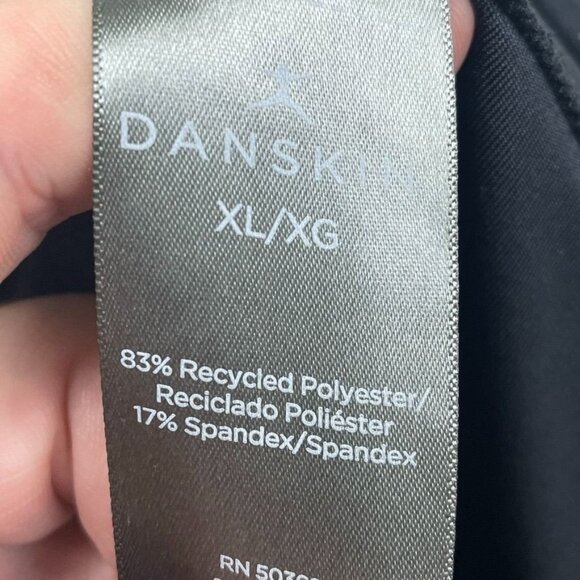 DANSKIN
XL/XG
83% Recycled Polyester/
Reciclado Poliéster
17% Spandex/Spandex
RN